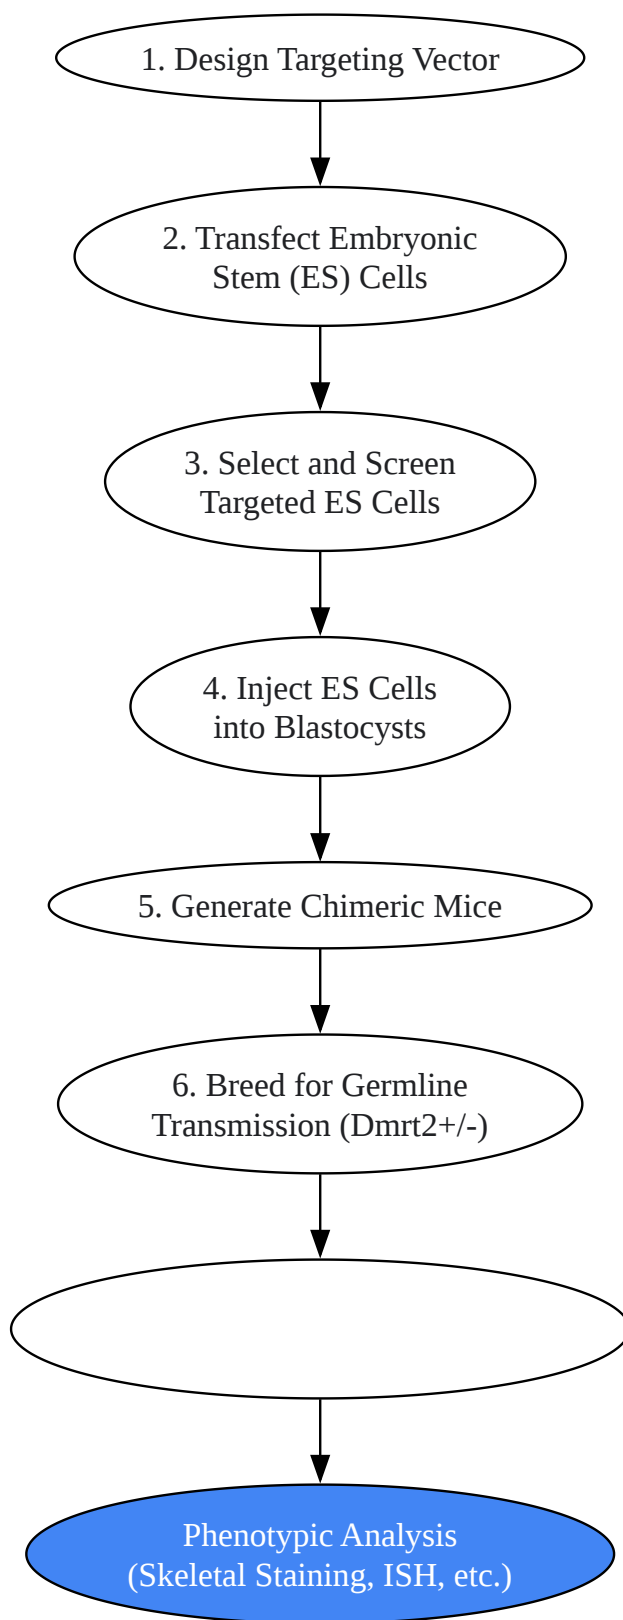 1. Design Targeting Vector
2. Transfect Embryonic
Stem (ES) Cells
3. Select and Screen
Targeted ES Cells
4. Inject ES Cells
into Blastocysts
5. Generate Chimeric Mice
6. Breed for Germline
Transmission (Dmrt2+/-)
Phenotypic Analysis
(Skeletal Staining, ISH, etc.)